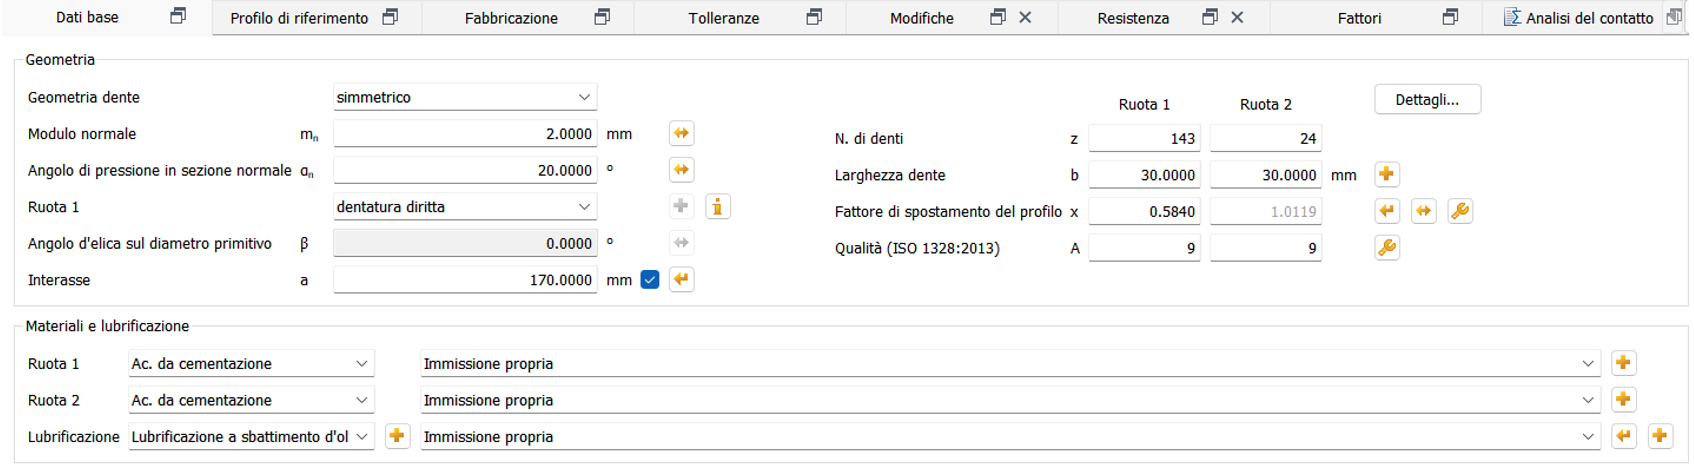 Dati base Profilo di riferimento Fabbricazione Tolleranze Modifiche Resistenza Fattori Analisi del contatto
Geometria
Geometria dente simmetrico
Modulo normale mn 2.0000 mm
Angolo di pressione in sezione normale αn 20.0000 °
Ruota 1 dentatura diritta
Angolo d'elica sul diametro primitivo β 0.0000 °
Interasse a 170.0000 mm
Ruota 1 Ruota 2 Dettagli...
N. di denti z 143 24
Larghezza dente b 30.0000 30.0000 mm
Fattore di spostamento del profilo x 0.5840 1.0119
Qualità (ISO 1328:2013) A 9 9
Materiali e lubrificazione
Ruota 1 Ac. da cementazione Immissione propria
Ruota 2 Ac. da cementazione Immissione propria
Lubrificazione Lubrificazione a sbattimento d'ol Immissione propria